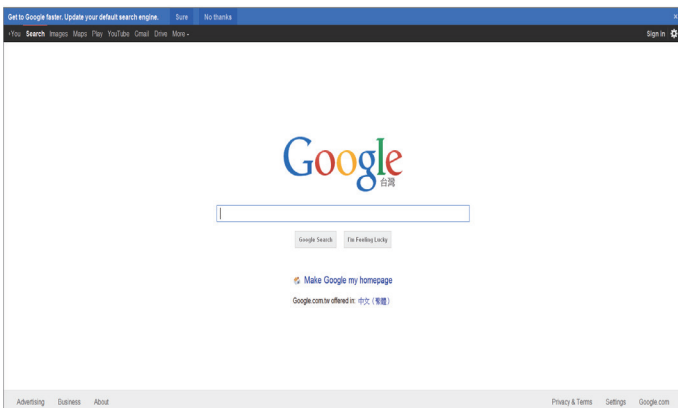 Get to Google faster. Update your default search engine. Sure No thanks x
+You Search Images Maps Play YouTube Gmail Drive More Sign in
Google
台灣
Google Search I'm Feeling Lucky
Make Google my homepage
Google.com.tw offered in: 中文（繁體）
Advertising Business About Privacy & Terms Settings Google.com